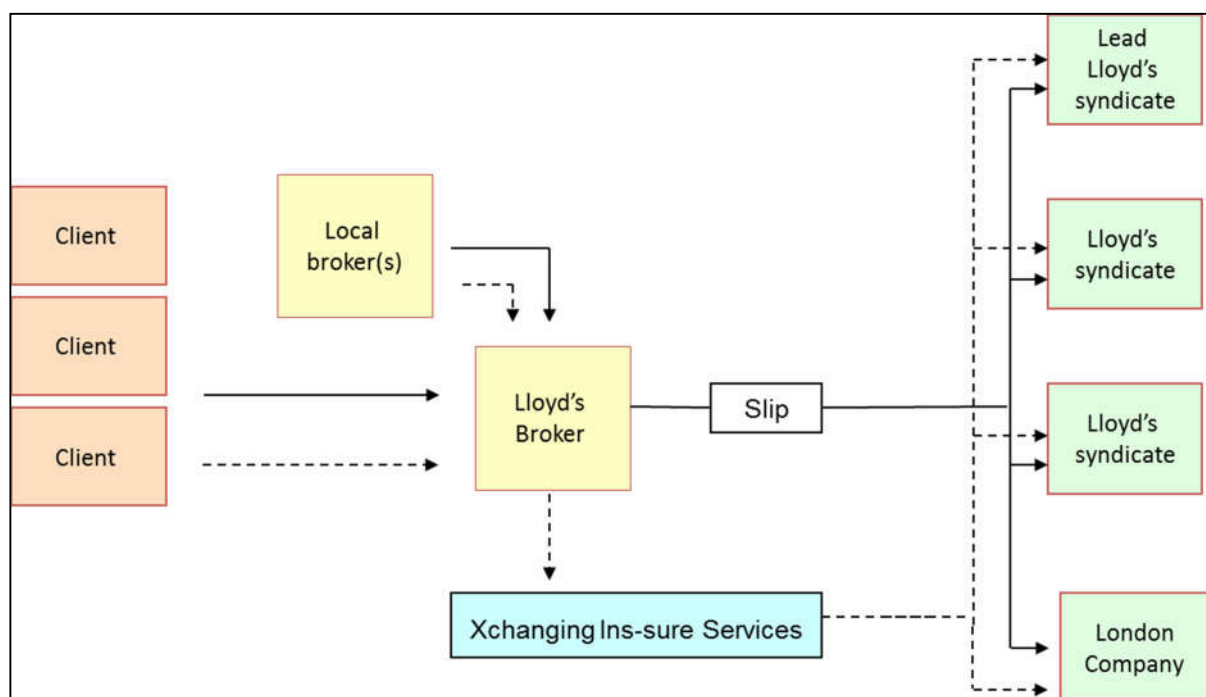 Lead
Lloyd's
syndicate
Client
Local
broker(s)
Lloyd's
syndicate
Client
Lloyd's
Broker
Slip
Client
Lloyd's
syndicate
Xchanging Ins-sure Services
London
Company